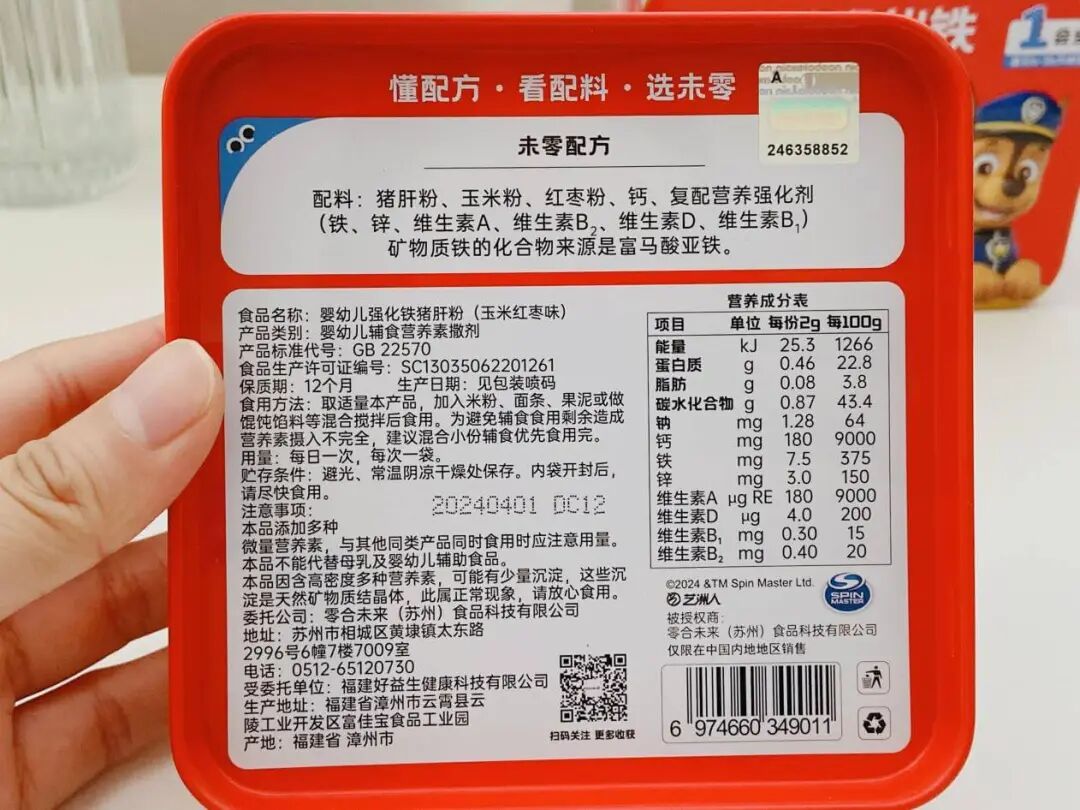 懂配方·看配料·选未零
A
246358852
未零配方
配料：猪肝粉、玉米粉、红枣粉、钙、复配营养强化剂
（铁、锌、维生素A、维生素B₂、维生素D、维生素B₁）
矿物质铁的化合物来源是富马酸亚铁。
食品名称：婴幼儿强化铁猪肝粉（玉米红枣味）
产品类别：婴幼儿辅食营养素撒剂
产品标准代号：GB 22570
食品生产许可证编号：SC13035062201261
保质期：12个月 生产日期：见包装喷码
食用方法：取适量本产品，加入米粉、面条、果泥或做
馄饨馅料等混合搅拌后食用。为避免辅食食用剩余造成
营养素摄入不完全，建议混合小份辅食优先食用完。
用量：每日一次，每次一袋。
贮存条件：避光、常温阴凉干燥处保存。内袋开封后，
请尽快食用。
20240401 DC12
注意事项：
本品添加多种
微量营养素，与其他同类产品同时食用时应注意用量。
本品不能代替母乳及婴幼儿辅助食品。
本品因含高密度多种营养素，可能有少量沉淀，这些沉
淀是天然矿物质结晶体，此属正常现象，请放心食用。
委托公司：零合未来（苏州）食品科技有限公司
地址：苏州市相城区黄埭镇太东路
2996号6幢7楼7009室
电话：0512-65120730
受委托单位：福建好益生健康科技有限公司
生产地址：福建省漳州市云霄县云
陵工业开发区富佳宝食品工业园
产地：福建省 漳州市
扫码关注 更多收获
营养成分表
项目 单位 每份2g 每100g
能量 kJ 25.3 1266
蛋白质 g 0.46 22.8
脂肪 g 0.08 3.8
碳水化合物 g 0.87 43.4
钠 mg 1.28 64
钙 mg 180 9000
铁 mg 7.5 375
锌 mg 3.0 150
维生素A μg RE 180 9000
维生素D μg 4.0 200
维生素B₁ mg 0.30 15
维生素B₂ mg 0.40 20
©2024 &TM Spin Master Ltd.
艺洲人
SPIN
MASTER
被授权商：
零合未来（苏州）食品科技有限公司
仅限在中国内地地区销售
6 974660 349011
铁
1